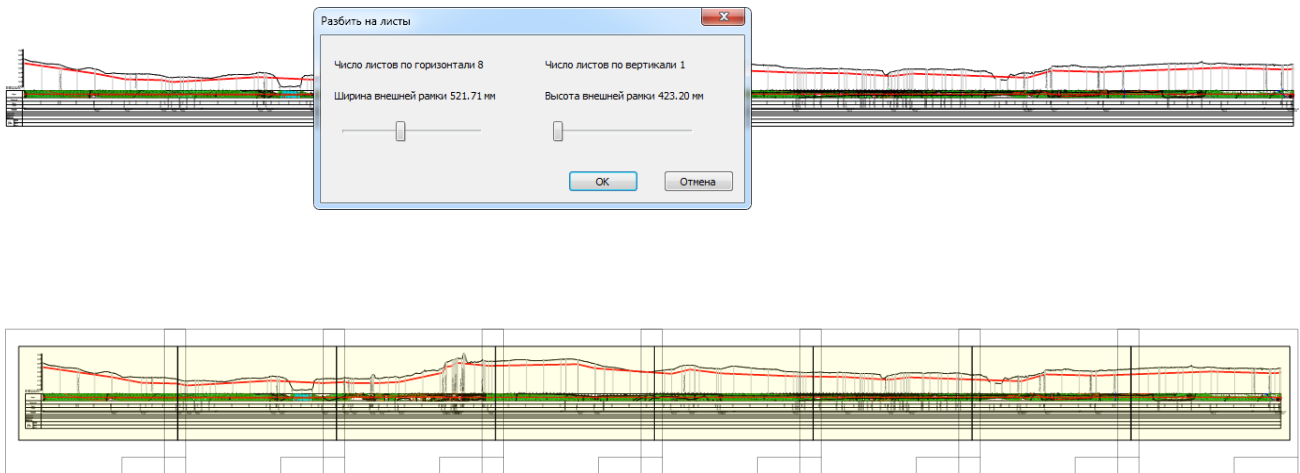 Разбить на листы
Число листов по горизонтали 8
Число листов по вертикали 1
Ширина внешней рамки 521.71 мм
Высота внешней рамки 423.20 мм
OK
Отмена